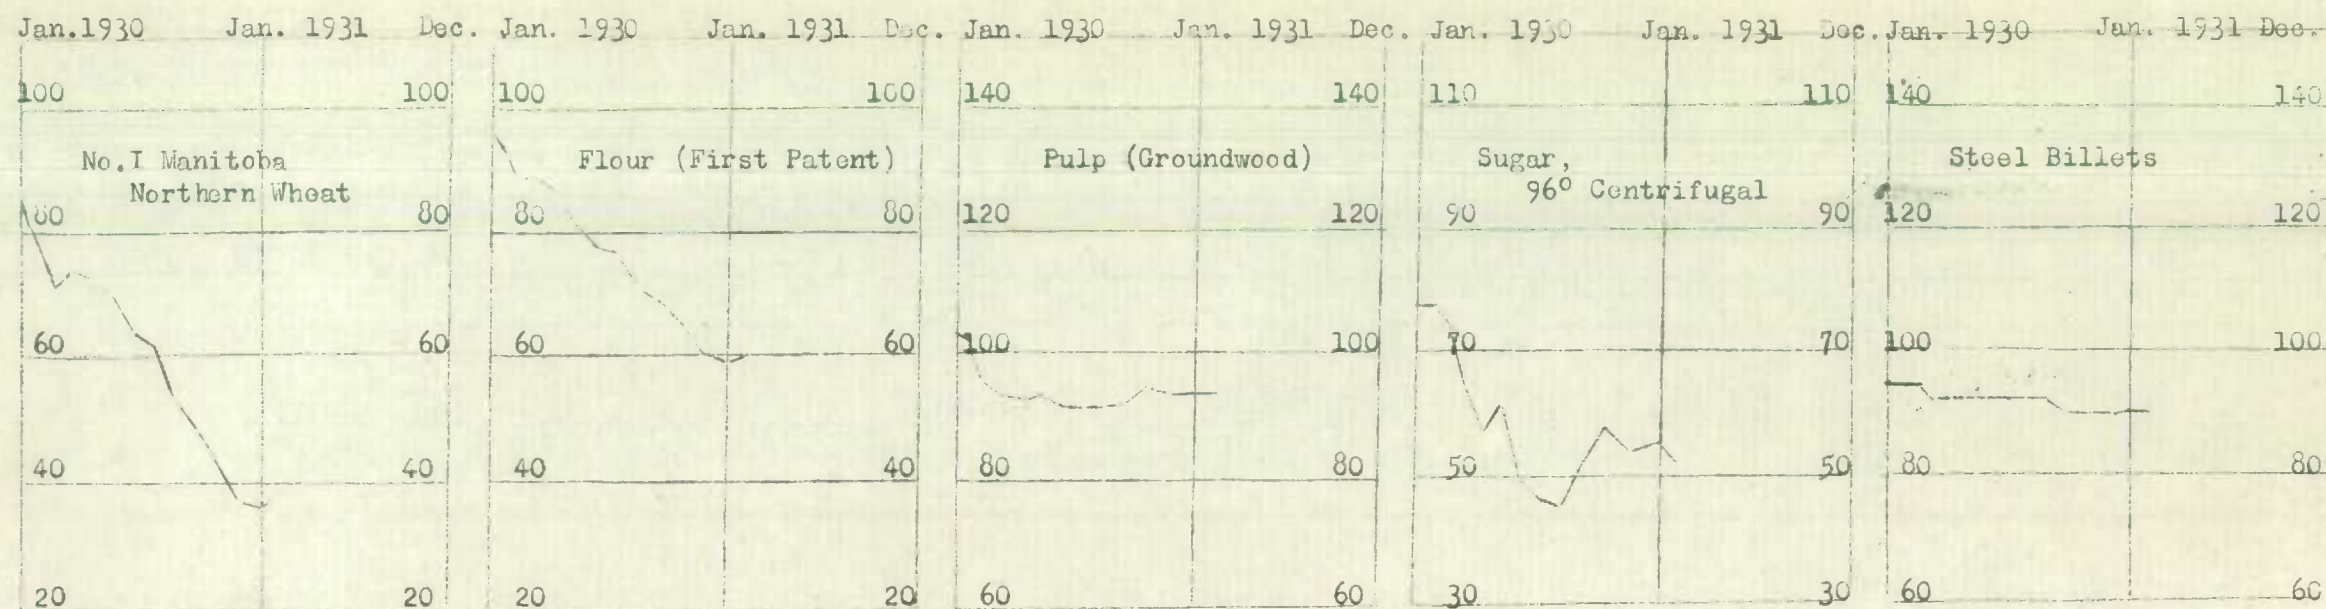 Jan.1930 Jan. 1931 Dec. Jan. 1930 Jan. 1931 Dec. Jan. 1930 Jan. 1931 Dec. Jan. 1930 Jan. 1931 Dec. Jan. 1930 Jan. 1931 Dec.
100 100 100 100 140 140 110 110 140 140
No.I Manitoba Flour (First Patent) Pulp (Groundwood) Sugar, Steel Billets
Northern Wheat 96° Centrifugal
80 80 80 80 120 120 90 90 120 120
60 60 60 60 100 100 70 70 100 100
40 40 40 40 80 80 50 50 80 80
20 20 20 20 60 60 30 30 60 60